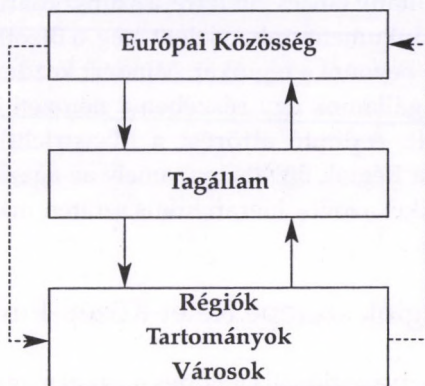 Európai Közösség
Tagállam
Régiók
Tartományok
Városok